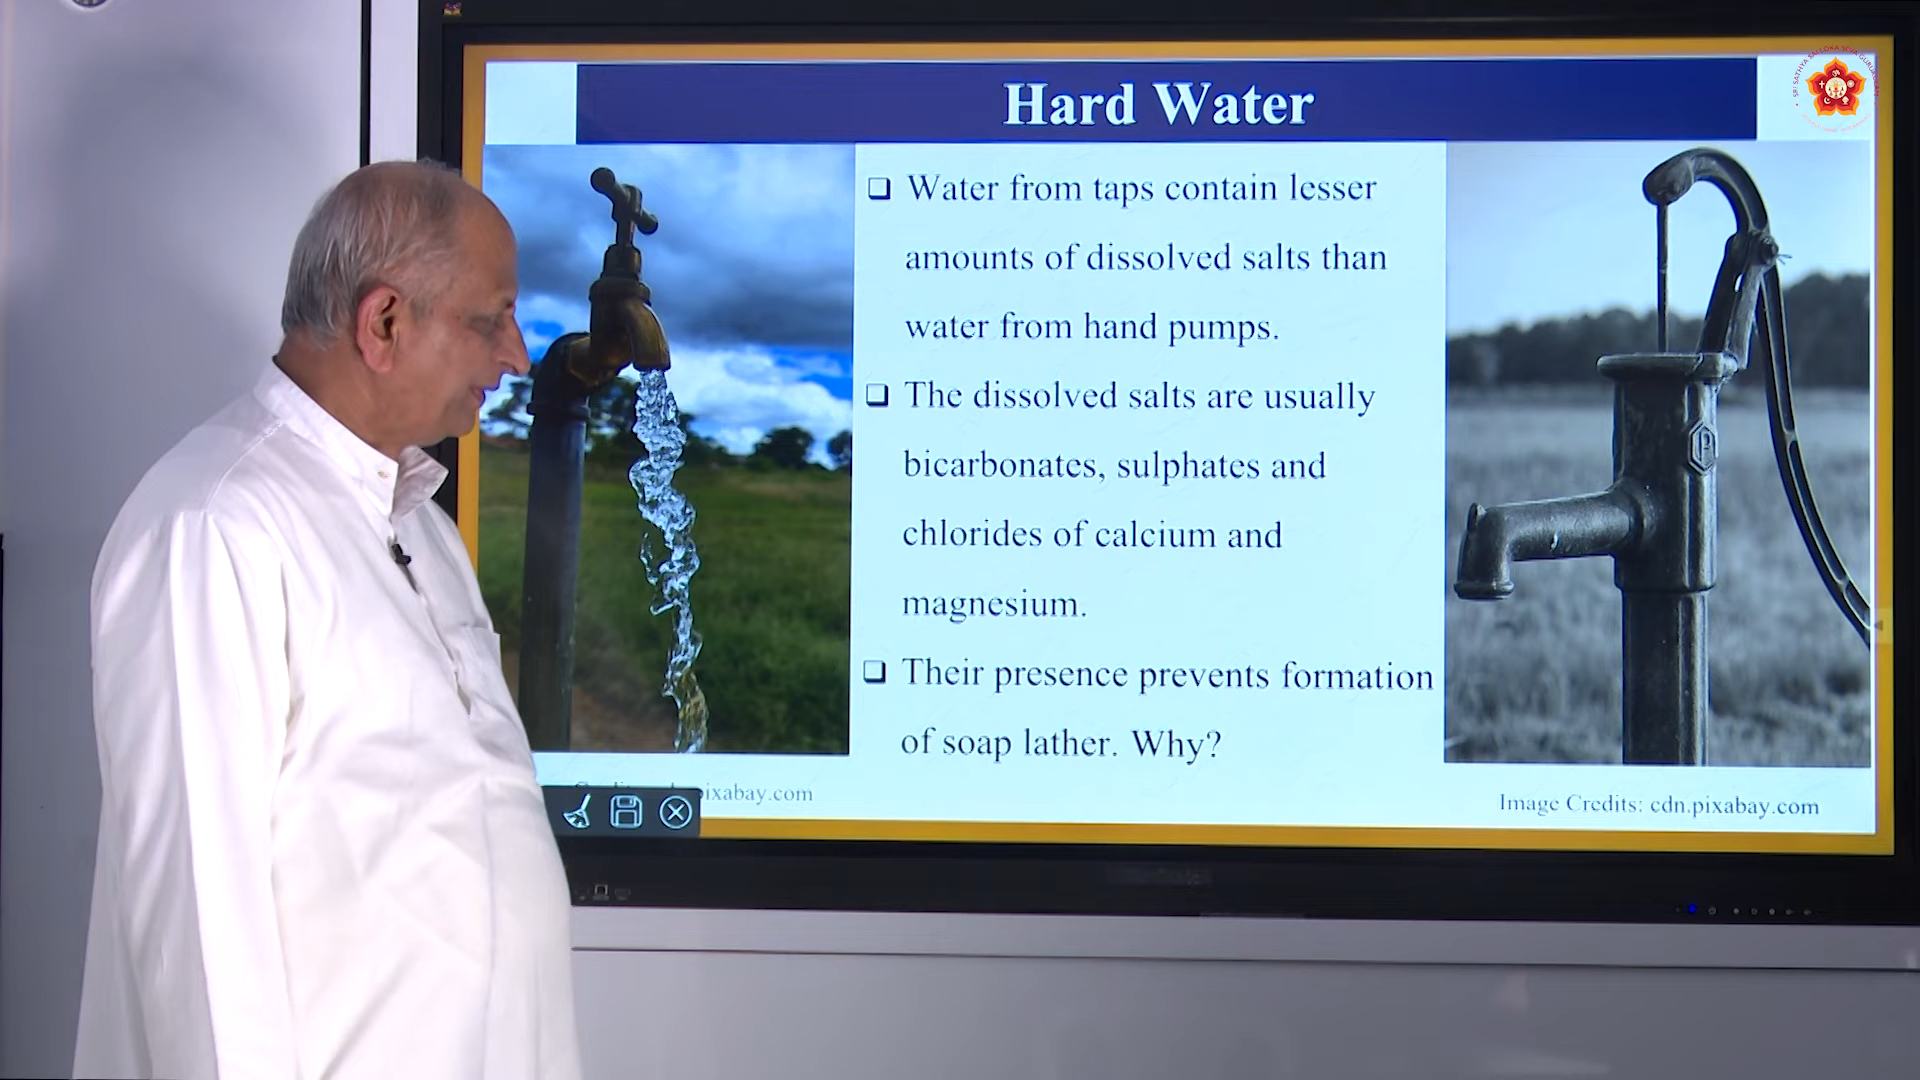 Hard Water
❑ Water from taps contain lesser
amounts of dissolved salts than
water from hand pumps.
❑ The dissolved salts are usually
bicarbonates, sulphates and
chlorides of calcium and
magnesium.
❑ Their presence prevents formation
of soap lather. Why?
pixabay.com
Image Credits: cdn.pixabay.com